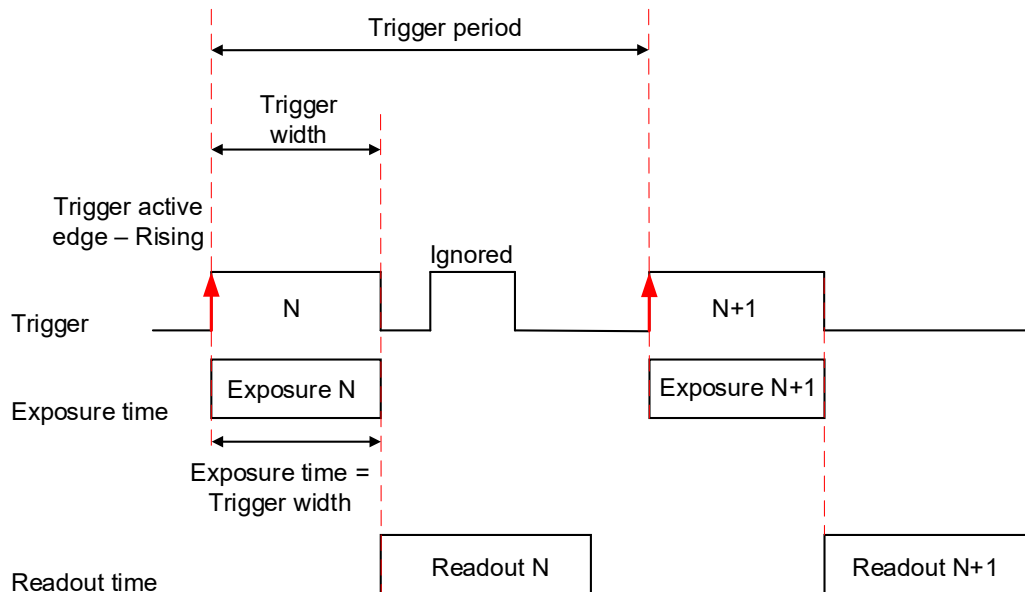 Trigger period
Trigger
width
Trigger active
edge – Rising
Ignored
Trigger
N
N+1
Exposure N
Exposure N+1
Exposure time
Exposure time =
Trigger width
Readout N
Readout N+1
Readout time